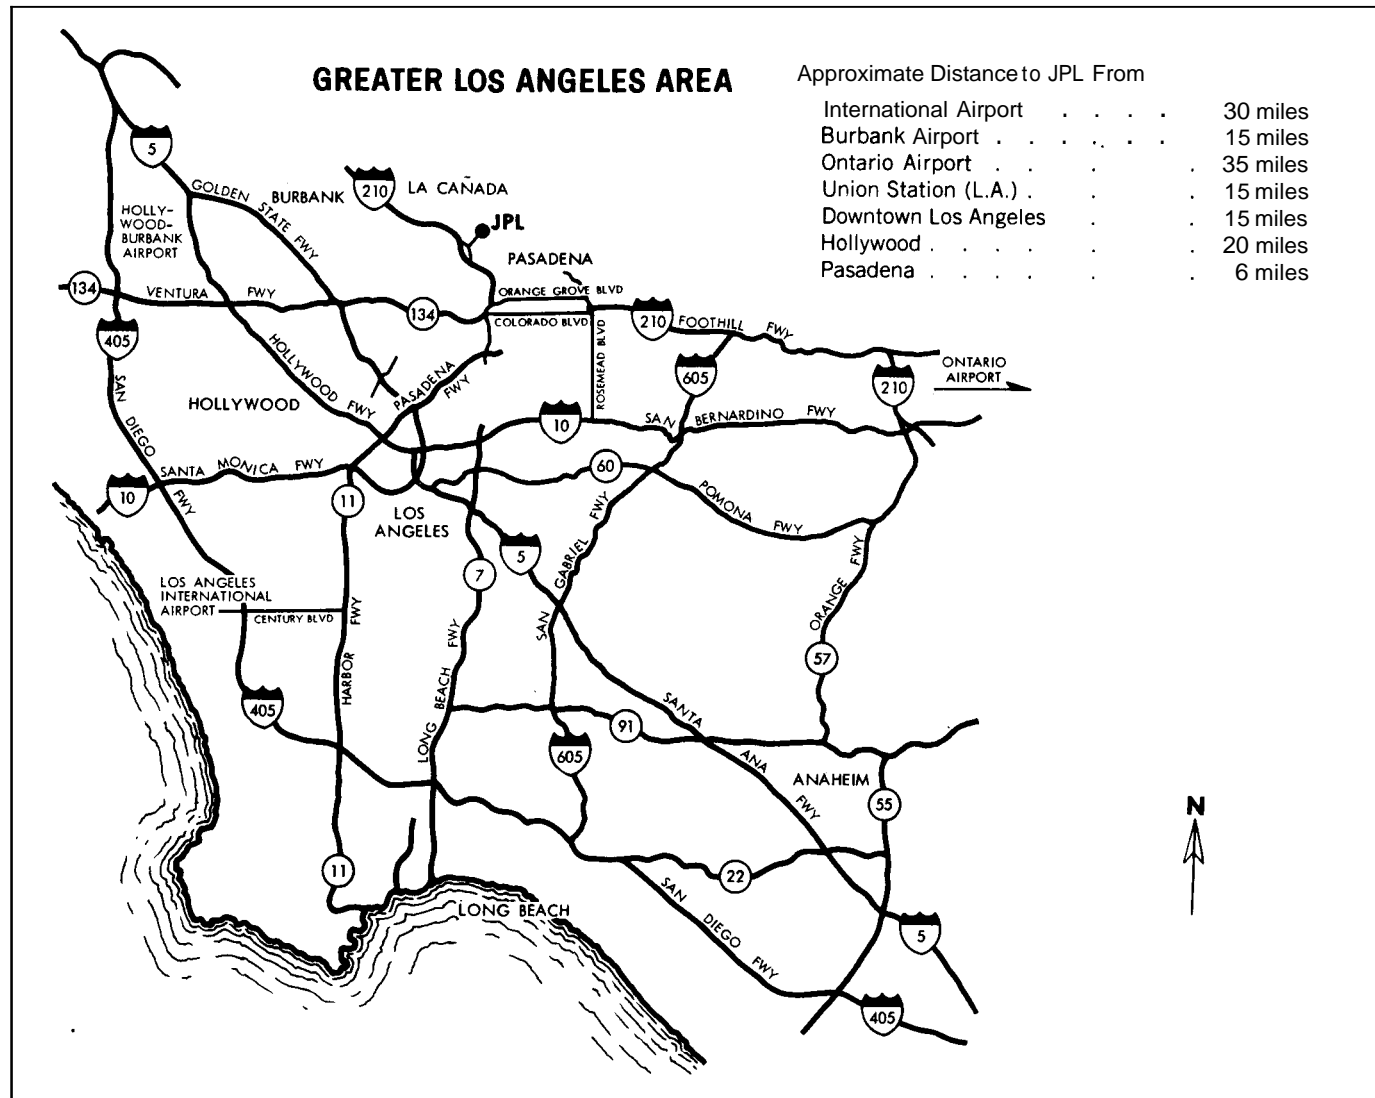 GREATER LOS ANGELES AREA
Approximate Distance to JPL From
International Airport . . . . 30 miles
Burbank Airport . . . . . . 15 miles
Ontario Airport . . . . 35 miles
Union Station (L.A.) . . . 15 miles
Downtown Los Angeles . . 15 miles
Hollywood . . . . . . 20 miles
Pasadena . . . . . . 6 miles
5
GOLDEN STATE FWY
BURBANK
210
LA CAÑADA
JPL
HOLLY-
WOOD-
BURBANK
AIRPORT
PASADENA
134
VENTURA FWY
134
ORANGE GROVE BLVD
COLORADO BLVD
210
FOOTHILL FWY
405
HOLLYWOOD FWY
PASADENA FWY
ROSEMEAD BLVD
605
210
ONTARIO
AIRPORT
SAN DIEGO FWY
HOLLYWOOD
10
SAN BERNARDINO FWY
SANTA MONICA FWY
10
11
60
POMONA FWY
LOS
ANGELES
5
7
SAN GABRIEL FWY
ORANGE FWY
LOS ANGELES
INTERNATIONAL
AIRPORT
CENTURY BLVD
HARBOR FWY
LONG BEACH FWY
57
405
SANTA ANA FWY
91
605
ANAHEIM
55
N
11
22
SAN DIEGO FWY
LONG BEACH
5
405